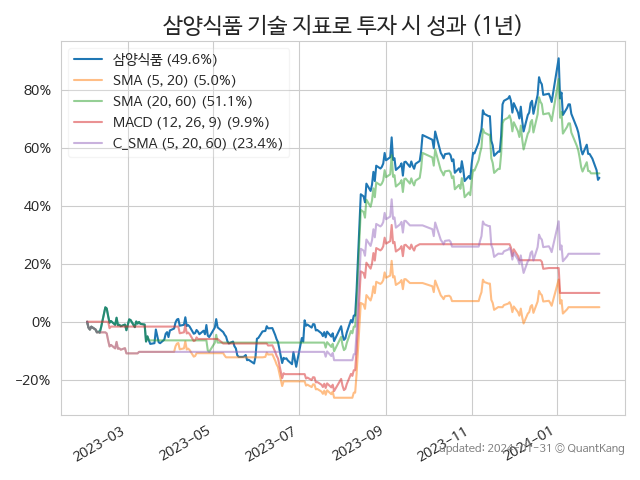 삼양식품 기술 지표로 투자 시 성과 (1년)
삼양식품 (49.6%)
SMA (5, 20) (5.0%)
SMA (20, 60) (51.1%)
MACD (12, 26, 9) (9.9%)
C_SMA (5, 20, 60) (23.4%)
80%
60%
40%
20%
0%
−20%
2023-03
2023-05
2023-07
2023-09
2023-11
2024-01
updated: 2024-01-31 © QuantKang